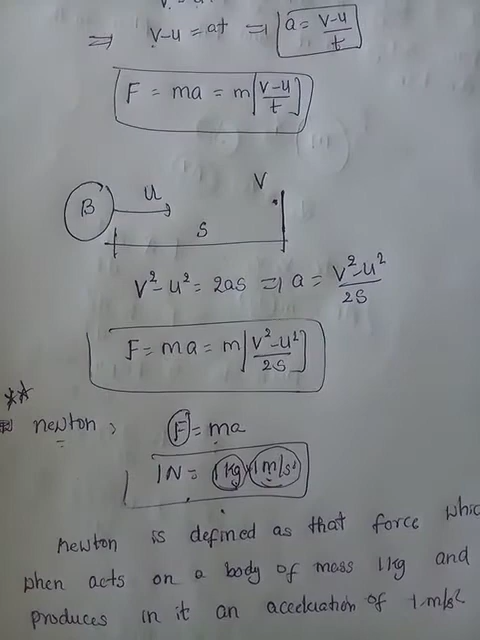 ⇒ v-u = at ⇒ a = v-u/t
F = ma = m[v-u/t]
B u V
s
v²-u² = 2as ⇒ a = v²-u²/2s
F = ma = m[v²-u²/2s]
**
newton : F = ma
1N = 1kg 1m/s²
newton is defined as that force whic
when acts on a body of mass 1kg and
produces in it an acceleration of 1m/s²